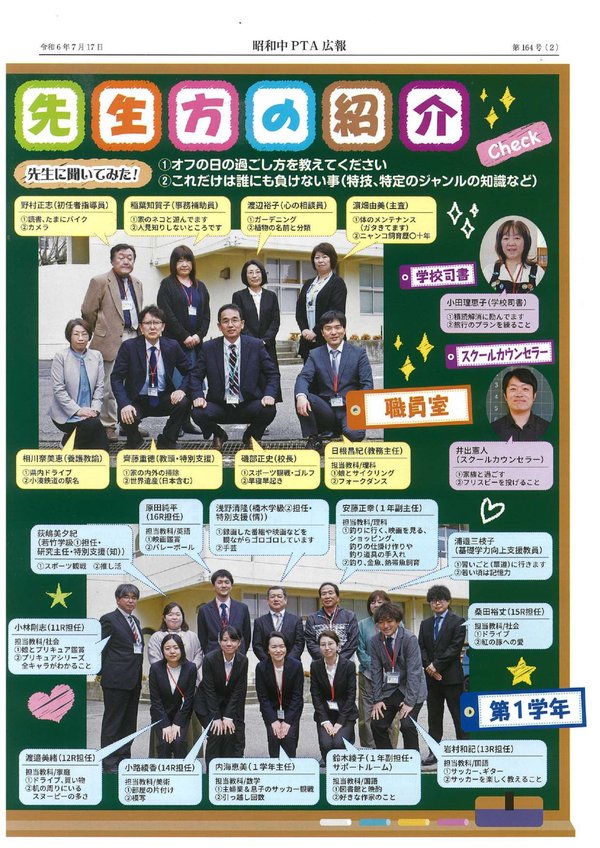 令和6年7月17日
昭和中PTA広報
第164号(2)
先生方の紹介
Check
先生に聞いてみた!
①オフの日の過ごし方を教えてください
②これだけは誰にも負けない事(特技、特定のジャンルの知識など)
野村正志(初任者指導員)
①読書、たまにバイク
②カメラ
稲葉知賀子(事務補助員)
①家のネコと遊んでます
②人見知りしないところです
渡辺裕子(心の相談員)
①ガーデニング
②植物の名前と分類
濵畑由美(主査)
①体のメンテナンス
(ガタきてます)
②ニャンコ飼育歴〇十年
学校司書
小田理恵子(学校司書)
①積読解消に励んでます
②旅行のプランを練ること
スクールカウンセラー
井出憲人
(スクールカウンセラー)
①家族と過ごす
②フリスビーを投げること
職員室
相川奈美恵(養護教諭)
①県内ドライブ
②小湊鉄道の駅名
齊藤重徳(教頭・特別支援)
①家の内外の掃除
②世界遺産(日本含む)
磯部正史(校長)
①スポーツ観戦・ゴルフ
②早寝早起き
日根昌紀(教務主任)
担当教科/理科
①娘とサイクリング
②フォークダンス
荻嶋美夕紀
(若竹学級①担任・
研究主任・特別支援(知))
①スポーツ観戦 ②推し活
原田純平
(16R担任)
担当教科/英語
①映画鑑賞
②バレーボール
浅野清隆(楠木学級②担任・
特別支援(情))
①録画した番組や映画などを
観ながらゴロゴロしています
②手芸
安藤正幸(1年副主任)
担当教科/理科
①釣りに行く、映画を見る、
ショッピング、
釣りの仕掛け作りや
釣り道具の手入れ
②釣り、金魚、熱帯魚飼育
浦邉三枝子
(基礎学力向上支援教員)
①習いごと(華道)に行きます
②若い頃は記憶力
小林剛志(11R担任)
担当教科/社会
①娘とプリキュア鑑賞
②プリキュアシリーズ
全キャラがわかること
桑田裕丈(15R担任)
担当教科/社会
①ドライブ
②紅の豚への愛
第1学年
渡邉美緒(12R担任)
担当教科/家庭
①ドライブ、買い物
②机の周りにいる
スヌーピーの多さ
小路綾香(14R担任)
担当教科/美術
①部屋の片付け
②模写
内海恵美(1学年主任)
担当教科/数学
①主婦業&息子のサッカー観戦
②引っ越し回数
鈴木綾子(1年副担任・
サポートルーム)
担当教科/国語
①図書館と晩酌
②好きな作家のこと
岩村和紀(13R担任)
担当教科/国語
①サッカー、ギター
②サッカーを楽しく教えること